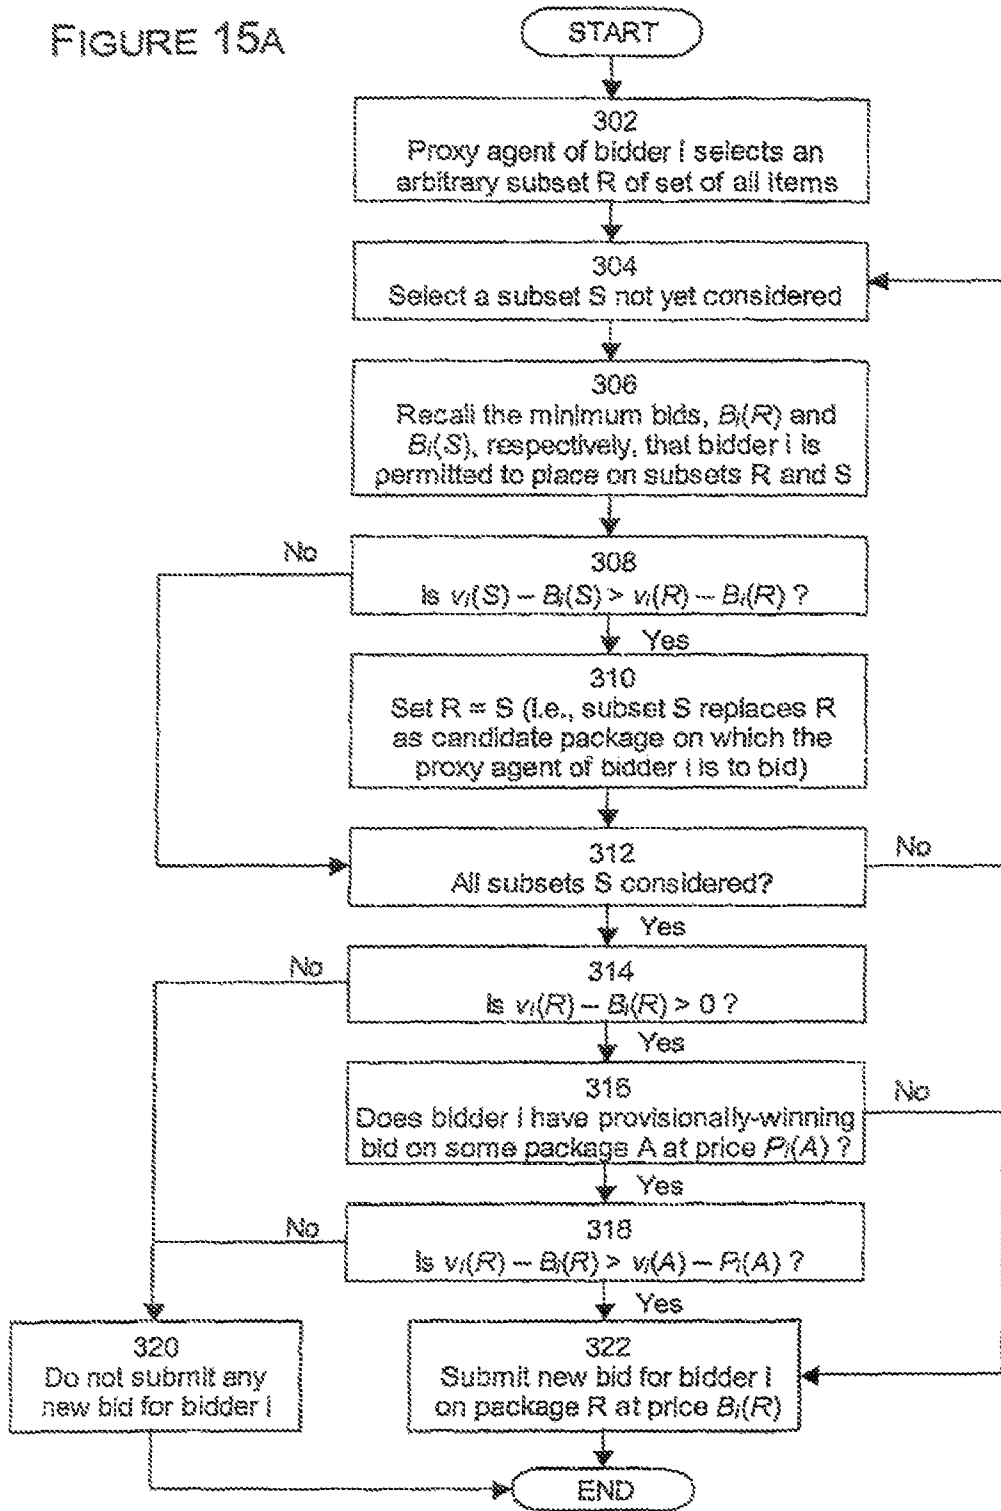 FIGURE 15A
START
302
Proxy agent of bidder i selects an
arbitrary subset R of set of all items
304
Select a subset S not yet considered
306
Recall the minimum bids, Bi(R) and
Bi(S), respectively, that bidder i is
permitted to place on subsets R and S
No
308
Is vi(S) – Bi(S) > vi(R) – Bi(R) ?
Yes
310
Set R = S (i.e., subset S replaces R
as candidate package on which the
proxy agent of bidder i is to bid)
312
All subsets S considered?
No
Yes
No
314
Is vi(R) – Bi(R) > 0 ?
Yes
316
Does bidder i have provisionally-winning
bid on some package A at price Pi(A) ?
No
Yes
No
318
Is vi(R) – Bi(R) > vi(A) – Pi(A) ?
Yes
320
Do not submit any
new bid for bidder i
322
Submit new bid for bidder i
on package R at price Bi(R)
END